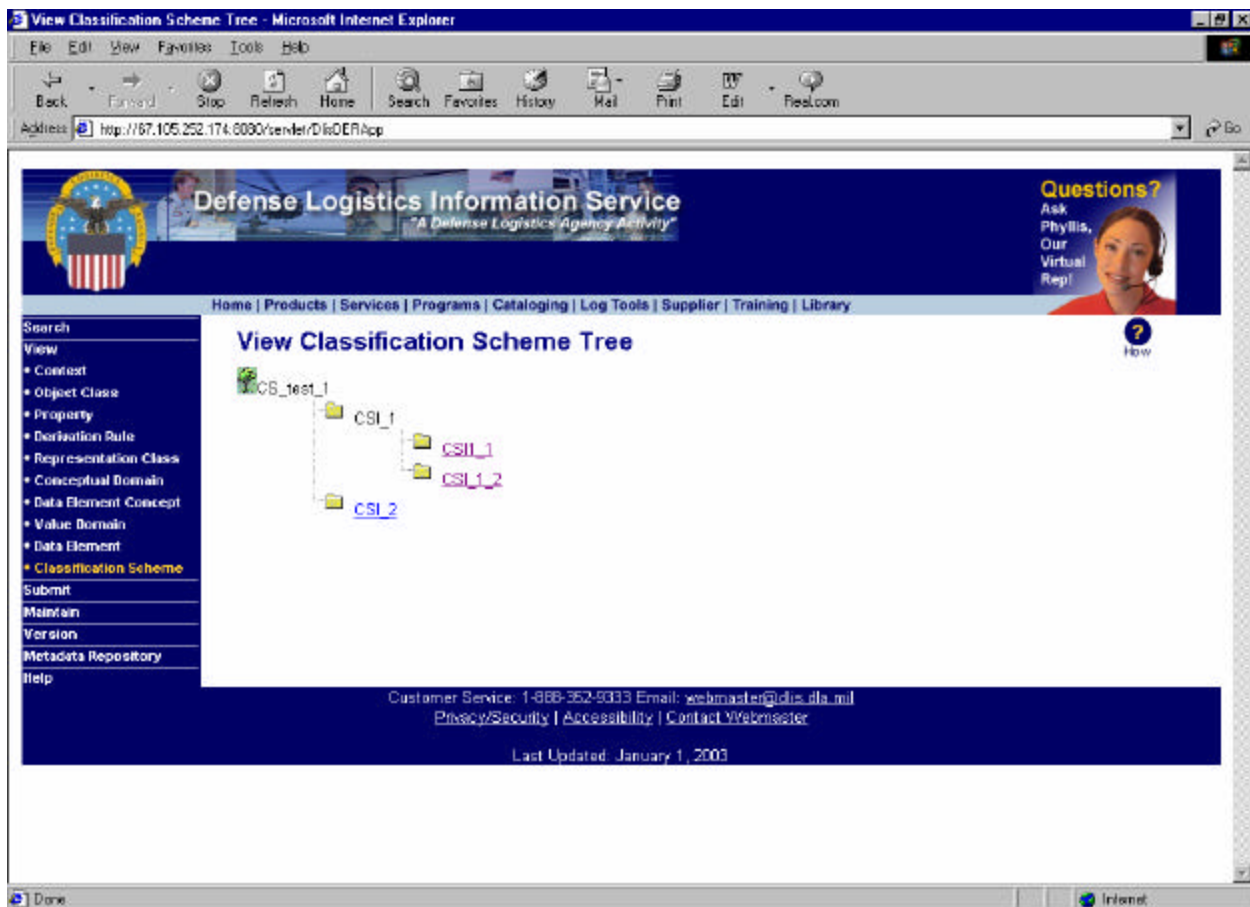 View Classification Scheme Tree - Microsoft Internet Explorer
File Edit View Favorites Tools Help
Back Forward Stop Refresh Home Search Favorites History Mail Print Edit Real.com
Address http://67.105.252.174:8080/servlet/DlisDERApp Go
Defense Logistics Information Service
"A Defense Logistics Agency Activity"
Questions?
Ask
Phyllis,
Our
Virtual
Rep!
Home | Products | Services | Programs | Cataloging | Log Tools | Supplier | Training | Library
Search
View
• Context
• Object Class
• Property
• Derivation Rule
• Representation Class
• Conceptual Domain
• Data Element Concept
• Value Domain
• Data Element
• Classification Scheme
Submit
Maintain
Version
Metadata Repository
Help
View Classification Scheme Tree
?
How
CS_test_1
CSI_1
CSI1_1
CSI_1_2
CSI_2
Customer Service: 1-888-352-9333 Email: webmaster@dlis.dla.mil
Privacy/Security | Accessibility | Contact Webmaster
Last Updated: January 1, 2003
Done Internet